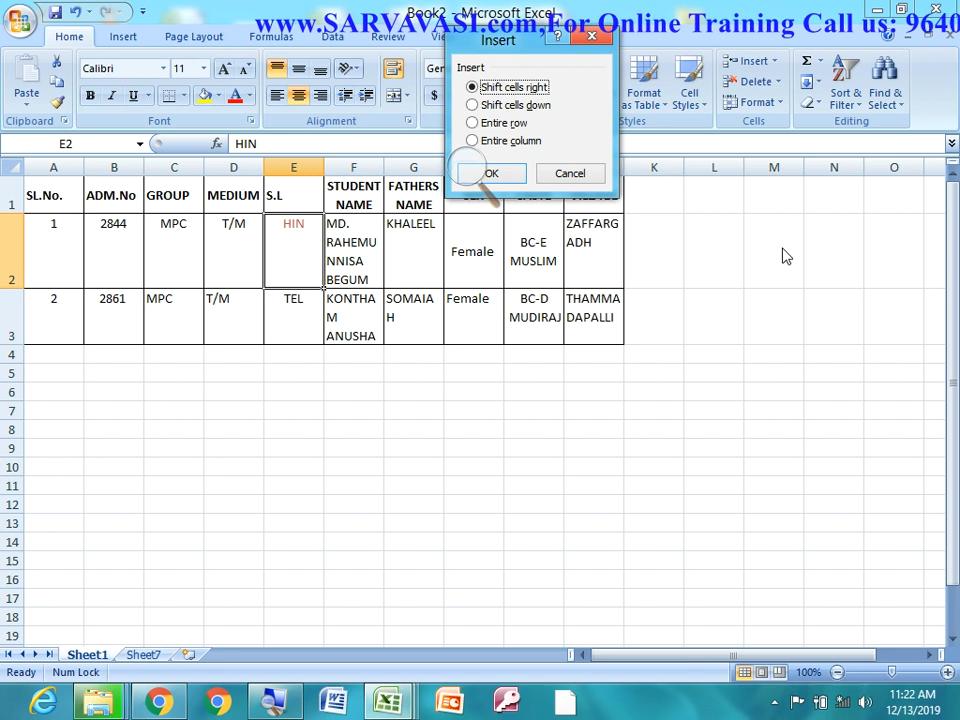 www.SARVAVASI.com,For Online Training Call us: 9640
Book2 - Microsoft Excel
Home Insert Page Layout Formulas Data Review
Paste
Calibri 11
B I U
$
Format as Table
Cell Styles
Insert
Delete
Format
Σ
Sort & Filter
Find & Select
Clipboard Font Alignment Styles Cells Editing
Insert
Insert
Shift cells right
Shift cells down
Entire row
Entire column
OK Cancel
E2 fx HIN
A B C D E F G K L M N O
1 SL.No. ADM.No GROUP MEDIUM S.L STUDENT NAME FATHERS NAME
2 1 2844 MPC T/M HIN MD. RAHEMU NNISA BEGUM KHALEEL Female BC-E MUSLIM ZAFFARG ADH
3 2 2861 MPC T/M TEL KONTHA M ANUSHA SOMAIA H Female BC-D MUDIRAJ THAMMA DAPALLI
4
5
6
7
8
9
10
11
12
13
14
15
16
17
18
19
Sheet1 Sheet7
Ready Num Lock 100%
11:22 AM
12/13/2019